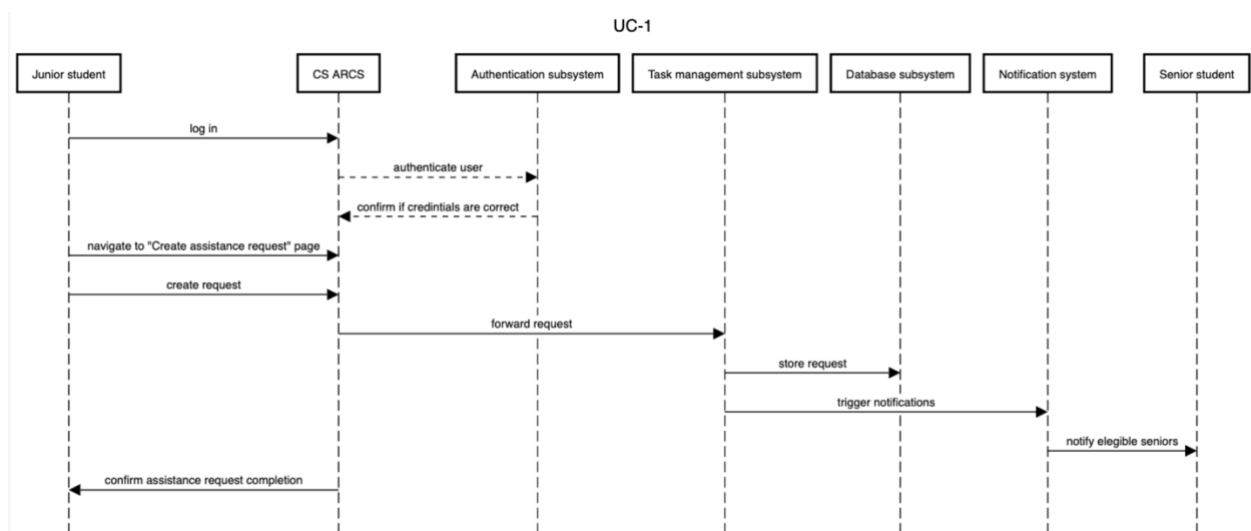 UC-1
Junior student
CS ARCS
Authentication subsystem
Task management subsystem
Database subsystem
Notification system
Senior student
log in
authenticate user
confirm if credintials are correct
navigate to "Create assistance request" page
create request
forward request
store request
trigger notifications
notify elegible seniors
confirm assistance request completion